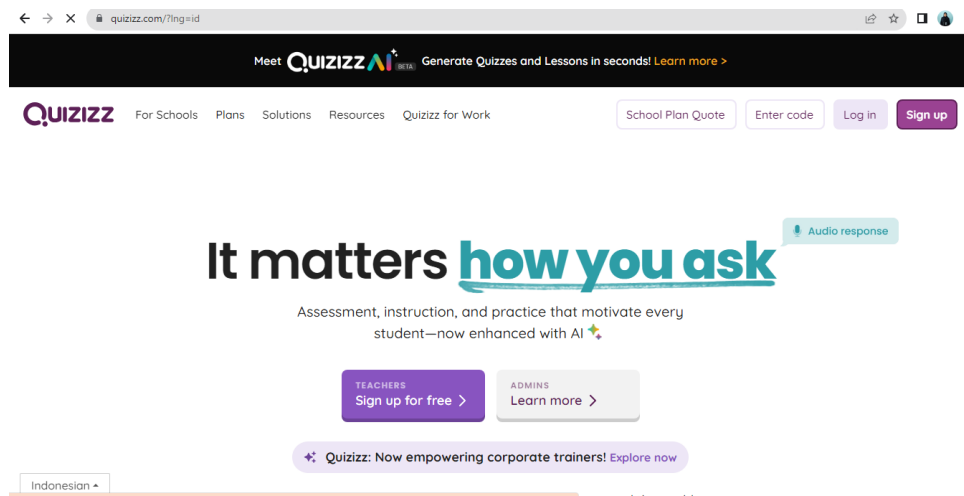 quizizz.com/?lng=id
Meet QUIZIZZ AI BETA Generate Quizzes and Lessons in seconds! Learn more >
QUIZIZZ For Schools Plans Solutions Resources Quizizz for Work School Plan Quote Enter code Log in Sign up
Audio response
It matters how you ask
Assessment, instruction, and practice that motivate every
student—now enhanced with AI
TEACHERS
Sign up for free >
ADMINS
Learn more >
Quizizz: Now empowering corporate trainers! Explore now
Indonesian